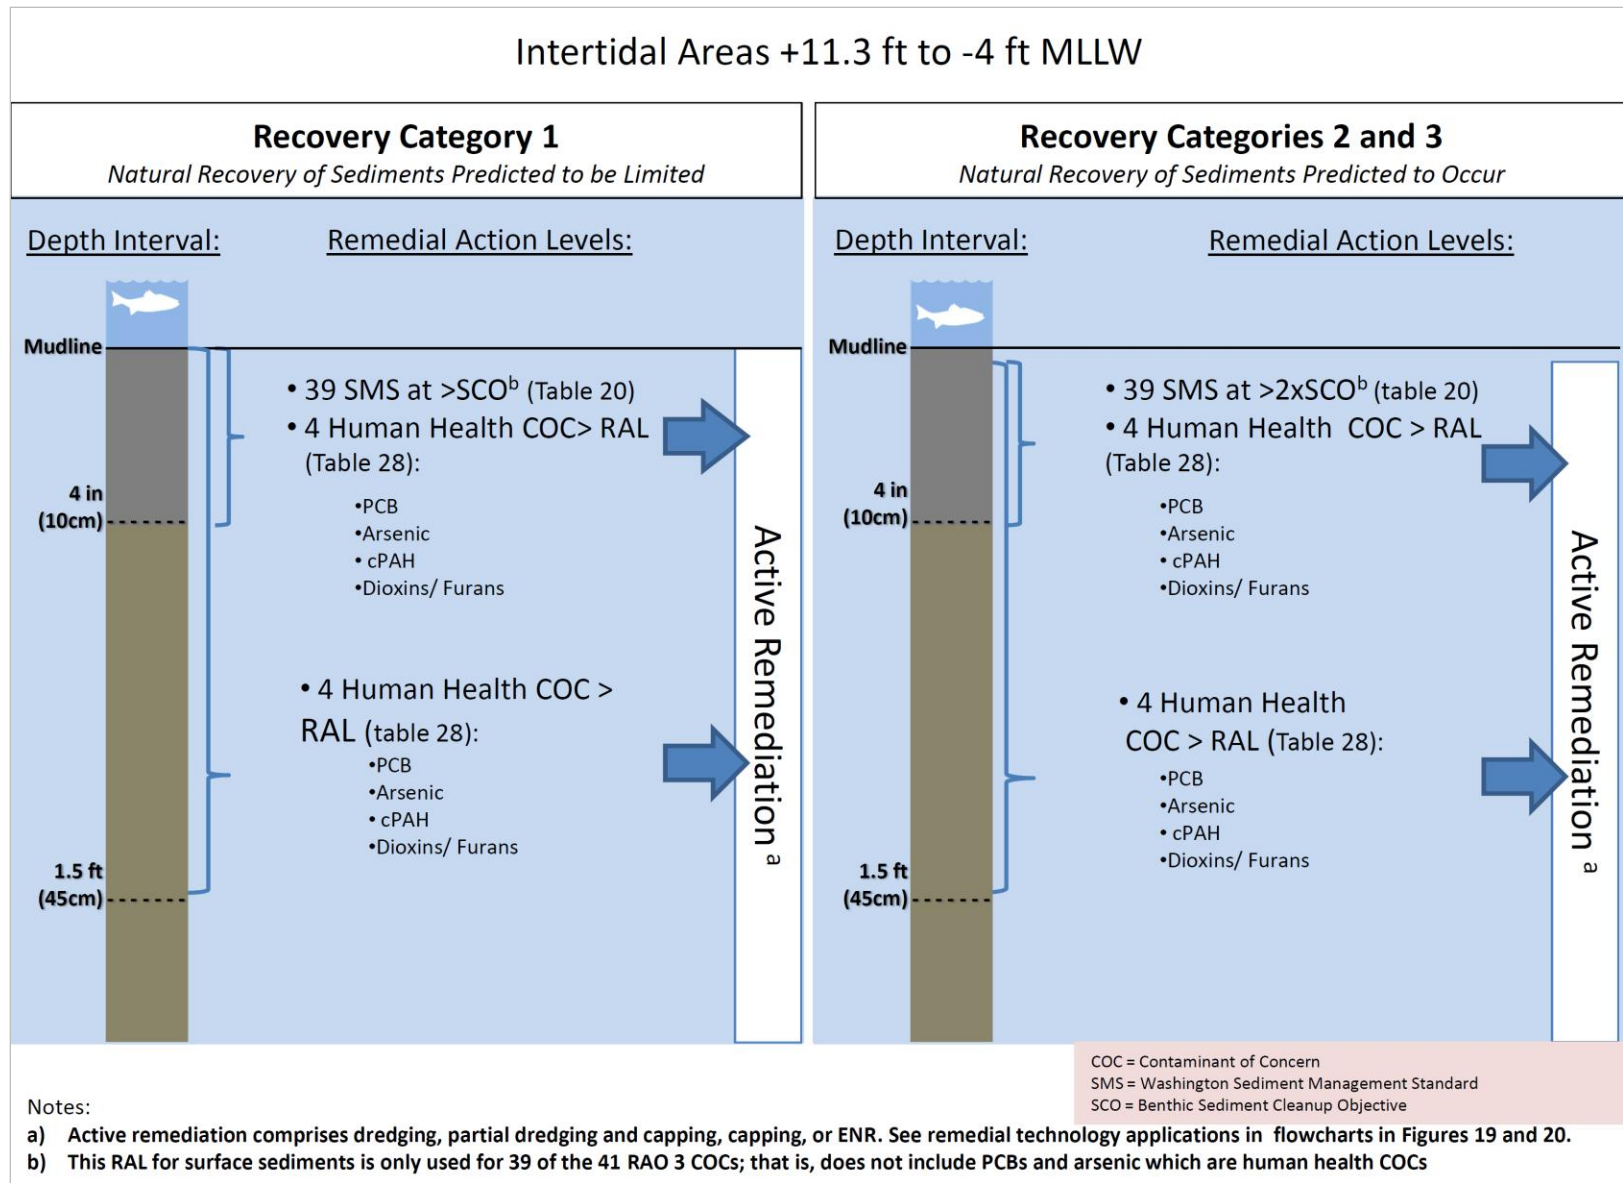 Intertidal Areas +11.3 ft to -4 ft MLLW
Recovery Category 1
Natural Recovery of Sediments Predicted to be Limited
Depth Interval:
Remedial Action Levels:
Mudline
• 39 SMS at >SCOᵇ (Table 20)
• 4 Human Health COC> RAL
(Table 28):
•PCB
•Arsenic
• cPAH
•Dioxins/ Furans
4 in
(10cm)
• 4 Human Health COC >
RAL (table 28):
•PCB
•Arsenic
• cPAH
•Dioxins/ Furans
1.5 ft
(45cm)
Active Remediation ᵃ
Recovery Categories 2 and 3
Natural Recovery of Sediments Predicted to Occur
Depth Interval:
Remedial Action Levels:
Mudline
• 39 SMS at >2xSCOᵇ (table 20)
• 4 Human Health COC > RAL
(Table 28):
•PCB
•Arsenic
• cPAH
•Dioxins/ Furans
4 in
(10cm)
• 4 Human Health
COC > RAL (Table 28):
•PCB
•Arsenic
• cPAH
•Dioxins/ Furans
1.5 ft
(45cm)
Active Remediation ᵃ
COC = Contaminant of Concern
SMS = Washington Sediment Management Standard
SCO = Benthic Sediment Cleanup Objective
Notes:
a) Active remediation comprises dredging, partial dredging and capping, capping, or ENR. See remedial technology applications in flowcharts in Figures 19 and 20.
b) This RAL for surface sediments is only used for 39 of the 41 RAO 3 COCs; that is, does not include PCBs and arsenic which are human health COCs